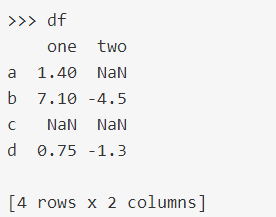 >>> df
    one  two
a  1.40  NaN
b  7.10 -4.5
c   NaN  NaN
d  0.75 -1.3

[4 rows x 2 columns]